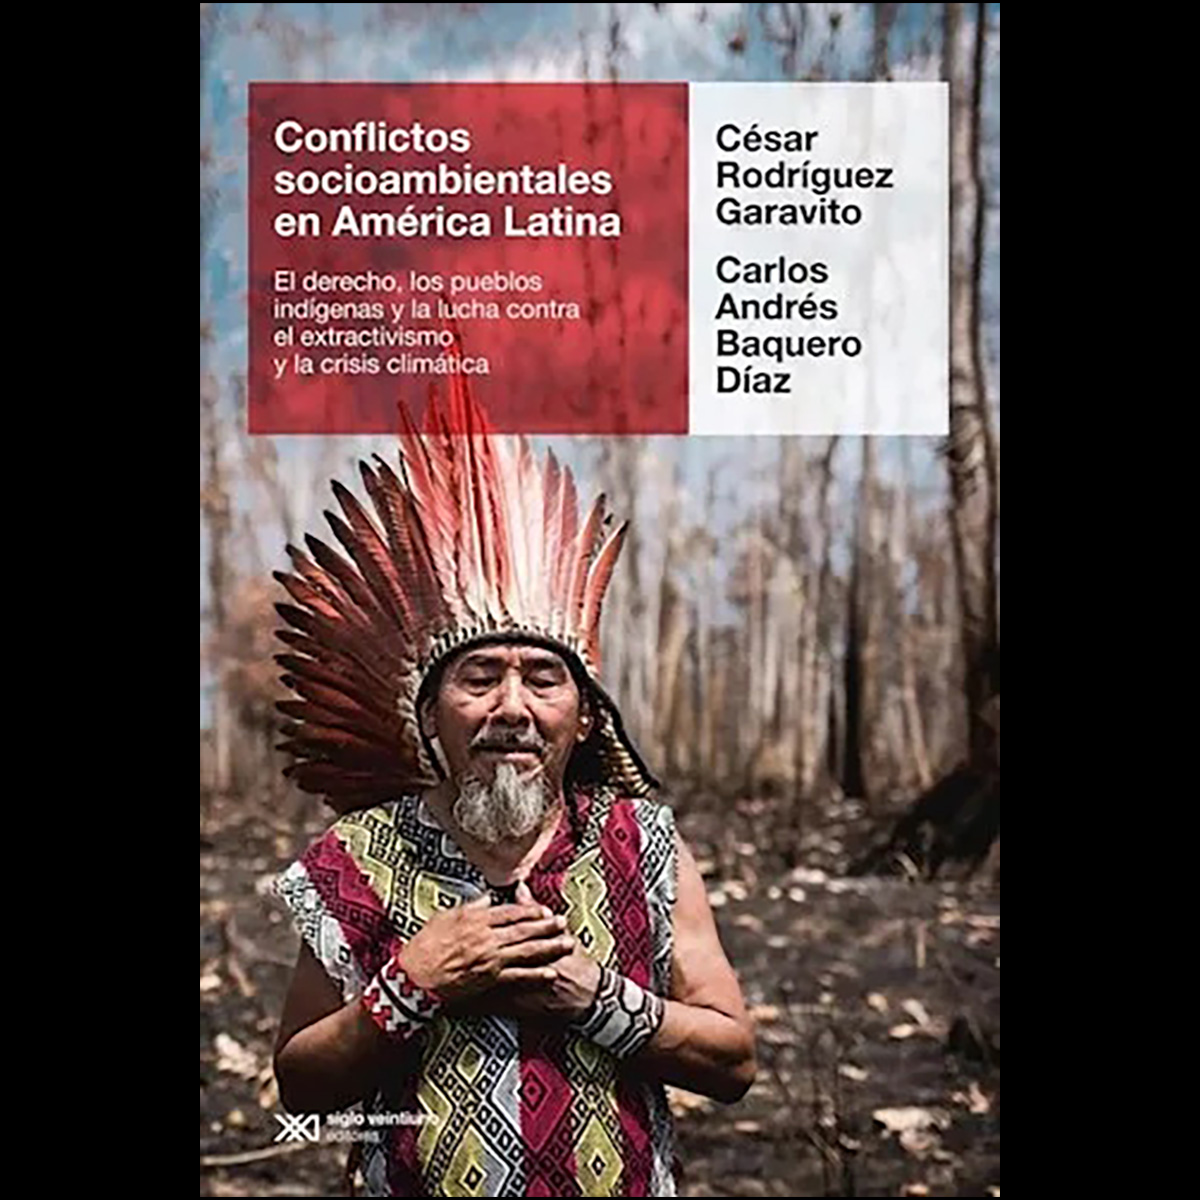 Conflictos
socioambientales
en América Latina
El derecho, los pueblos
indígenas y la lucha contra
el extractivismo
y la crisis climática
César
Rodríguez
Garavito
Carlos
Andrés
Baquero
Díaz
siglo veintiuno
editores